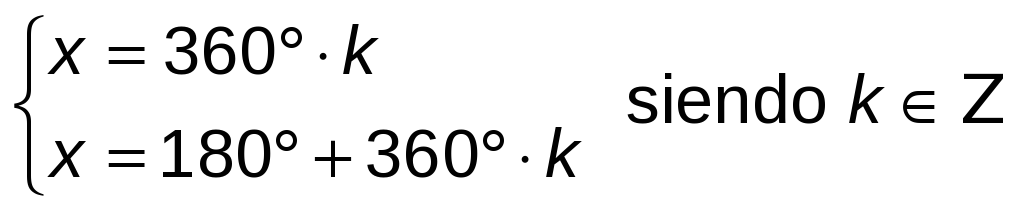 x = 360° · k
x = 180° + 360° · k
siendo k ∈ Z